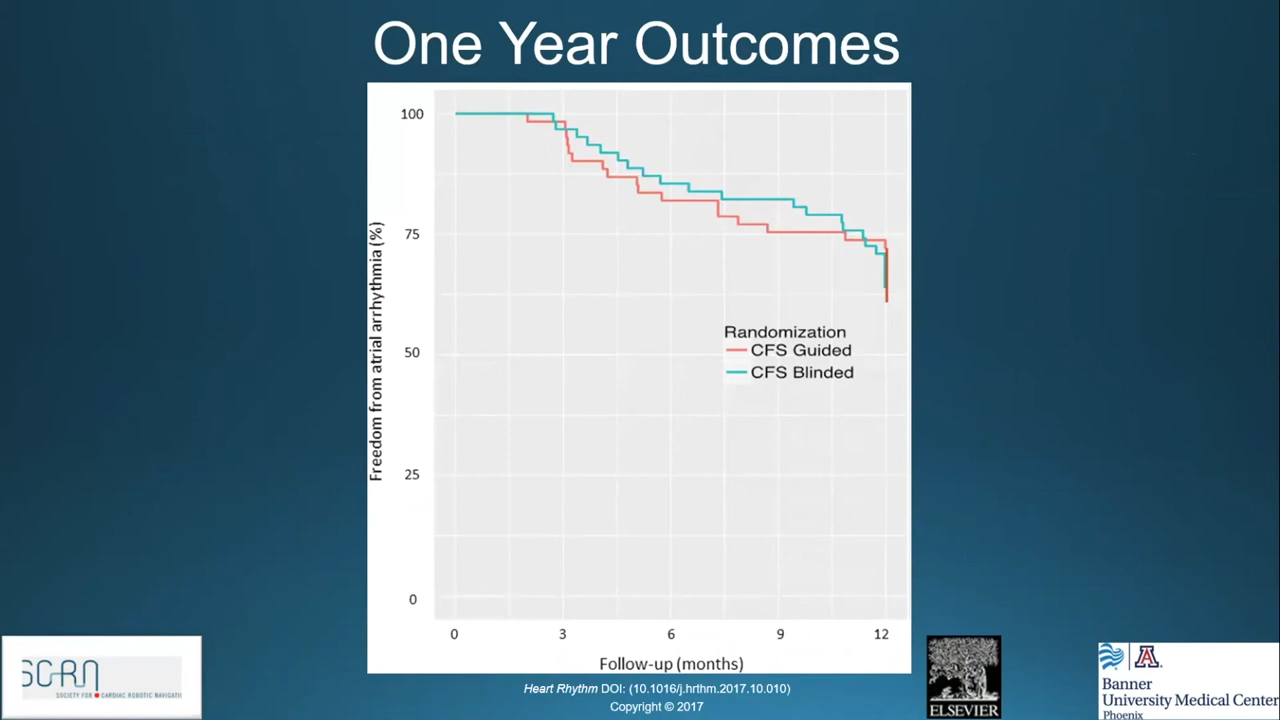 One Year Outcomes
100
75
50
25
0
Freedom from atrial arrhythmia (%)
Randomization
CFS Guided
CFS Blinded
0 3 6 9 12
Follow-up (months)
Heart Rhythm DOI: (10.1016/j.hrthm.2017.10.010)
Copyright © 2017
SCRN
SOCIETY FOR CARDIAC ROBOTIC NAVIGATI
ELSEVIER
A
Banner
University Medical Center
Phoenix